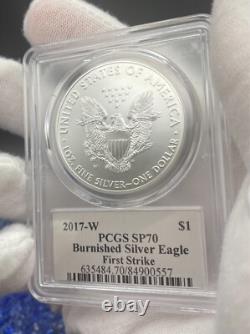 UNITED STATES OF AMERICA
1 OZ. FINE SILVER~ONE DOLLAR
2017-W $1
PCGS SP70
Burnished Silver Eagle
First Strike
635484.70/84900557